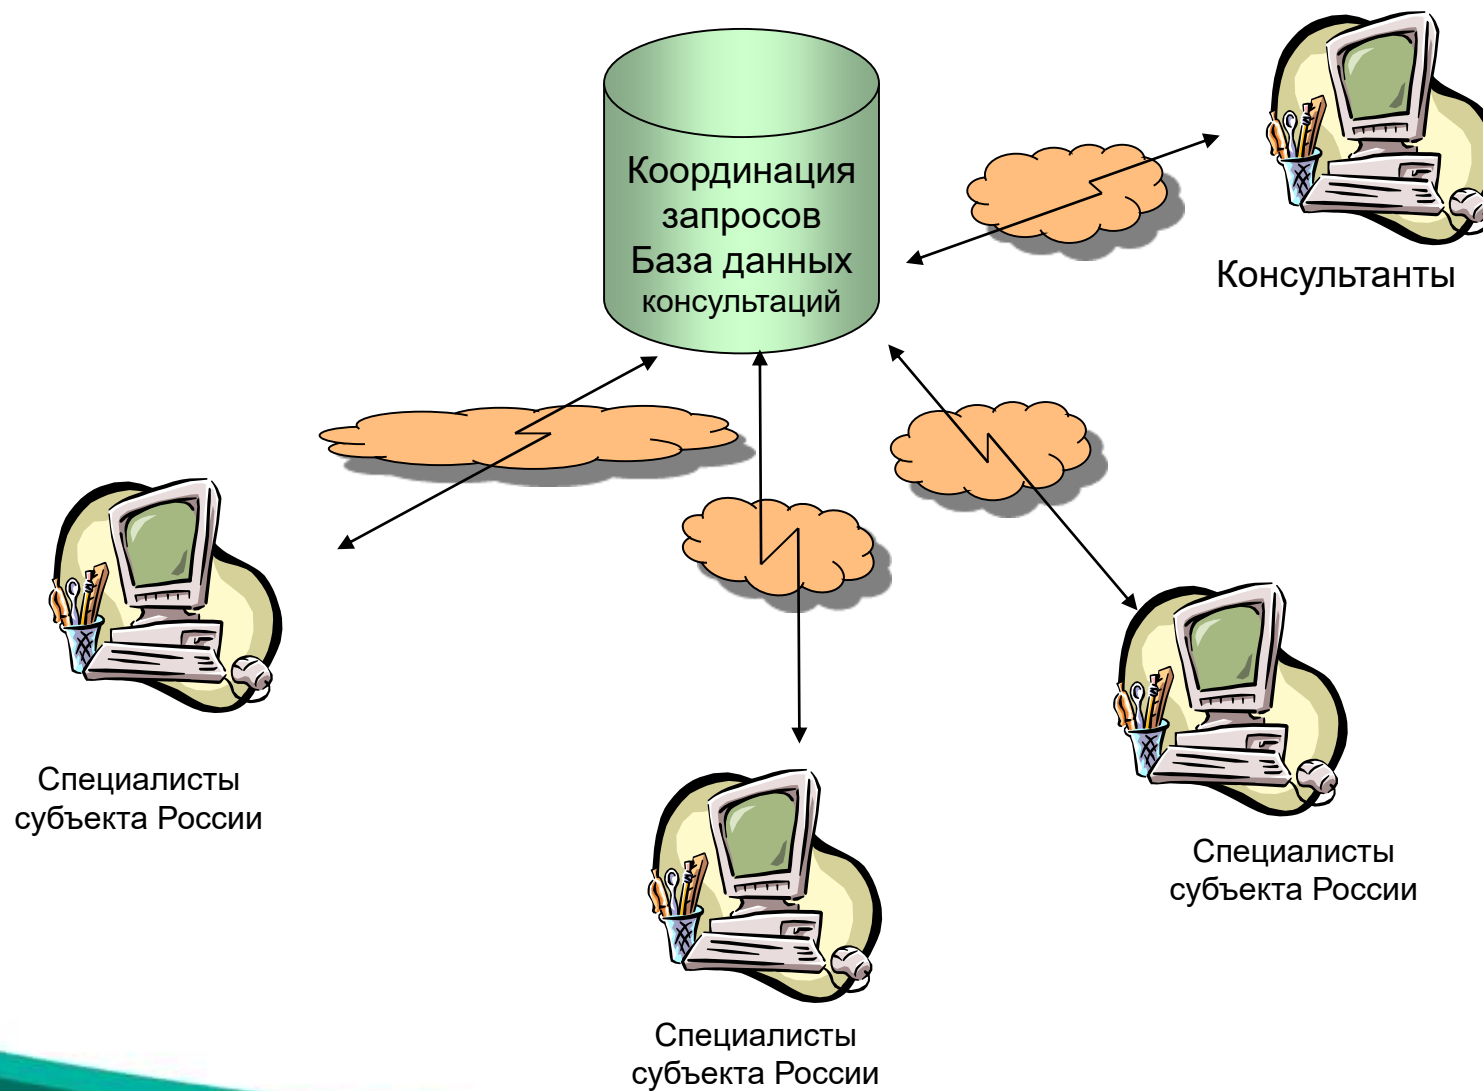 Координация
запросов
База данных
консультаций
Консультанты
Специалисты
субъекта России
Специалисты
субъекта России
Специалисты
субъекта России